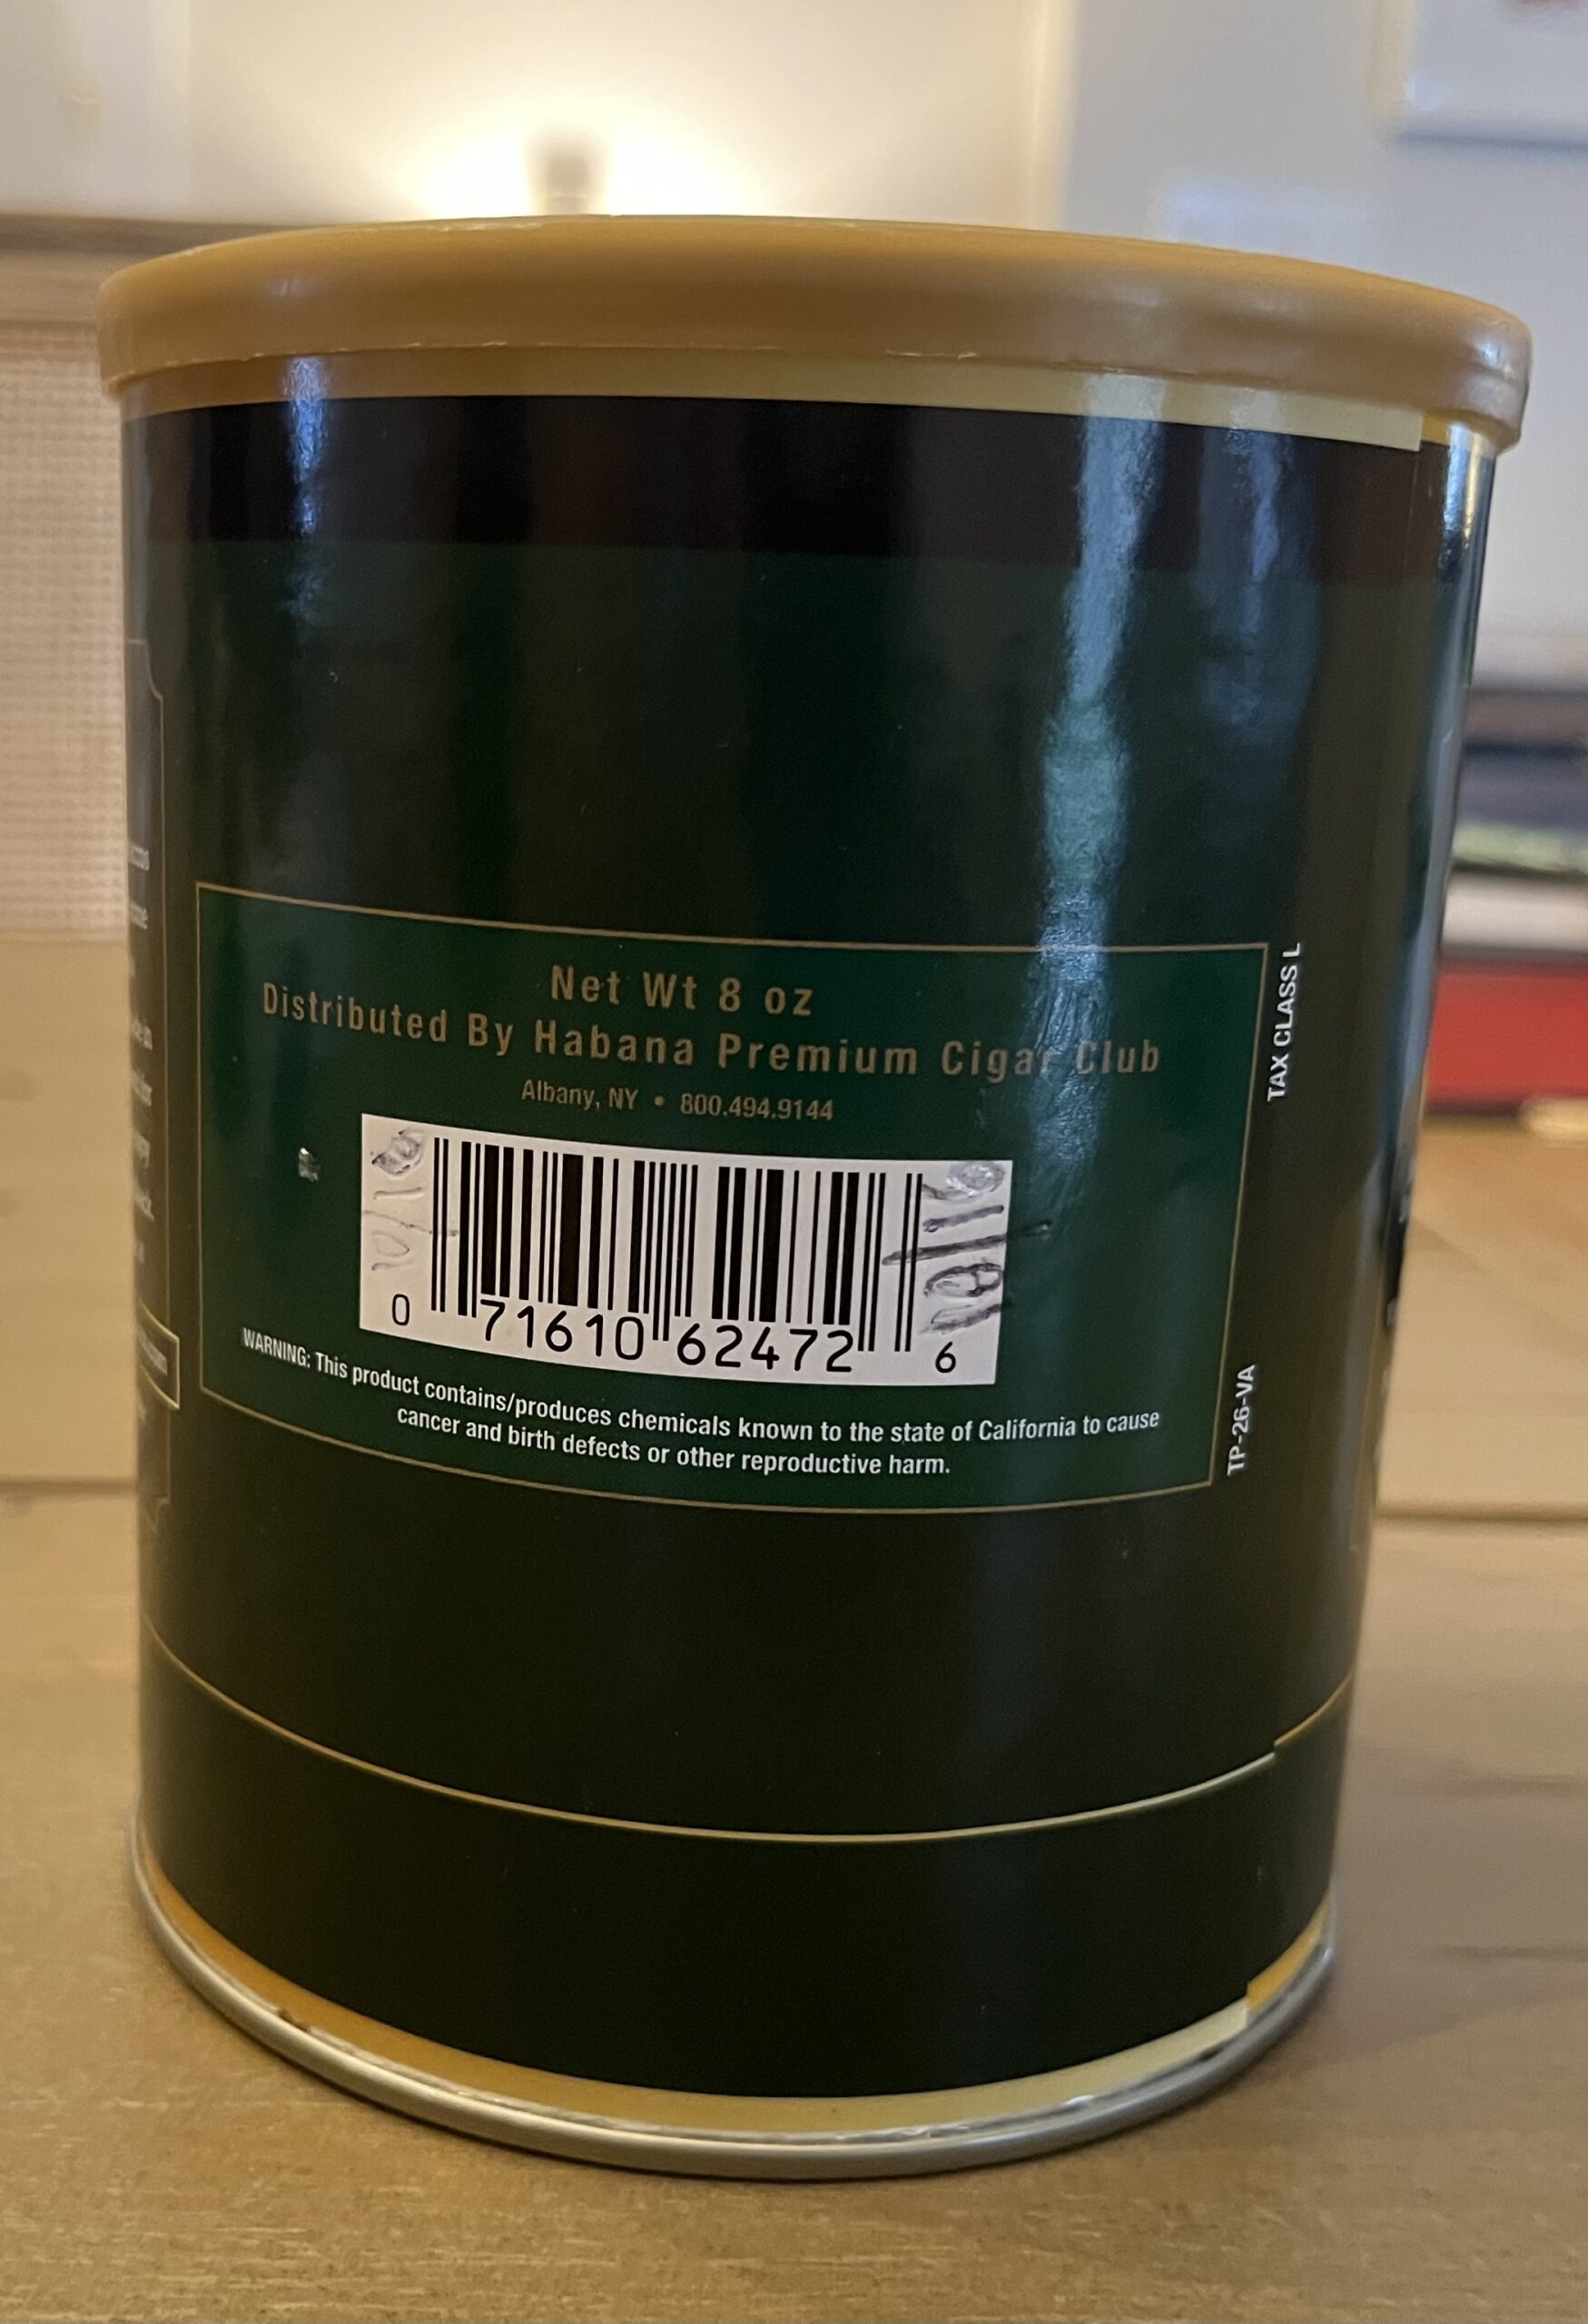 Net Wt 8 oz
Distributed By Habana Premium Cigar Club
Albany, NY • 800.494.9144
0 71610 62472 6
WARNING: This product contains/produces chemicals known to the state of California to cause
cancer and birth defects or other reproductive harm.
TAX CLASS L
TP-26-VA